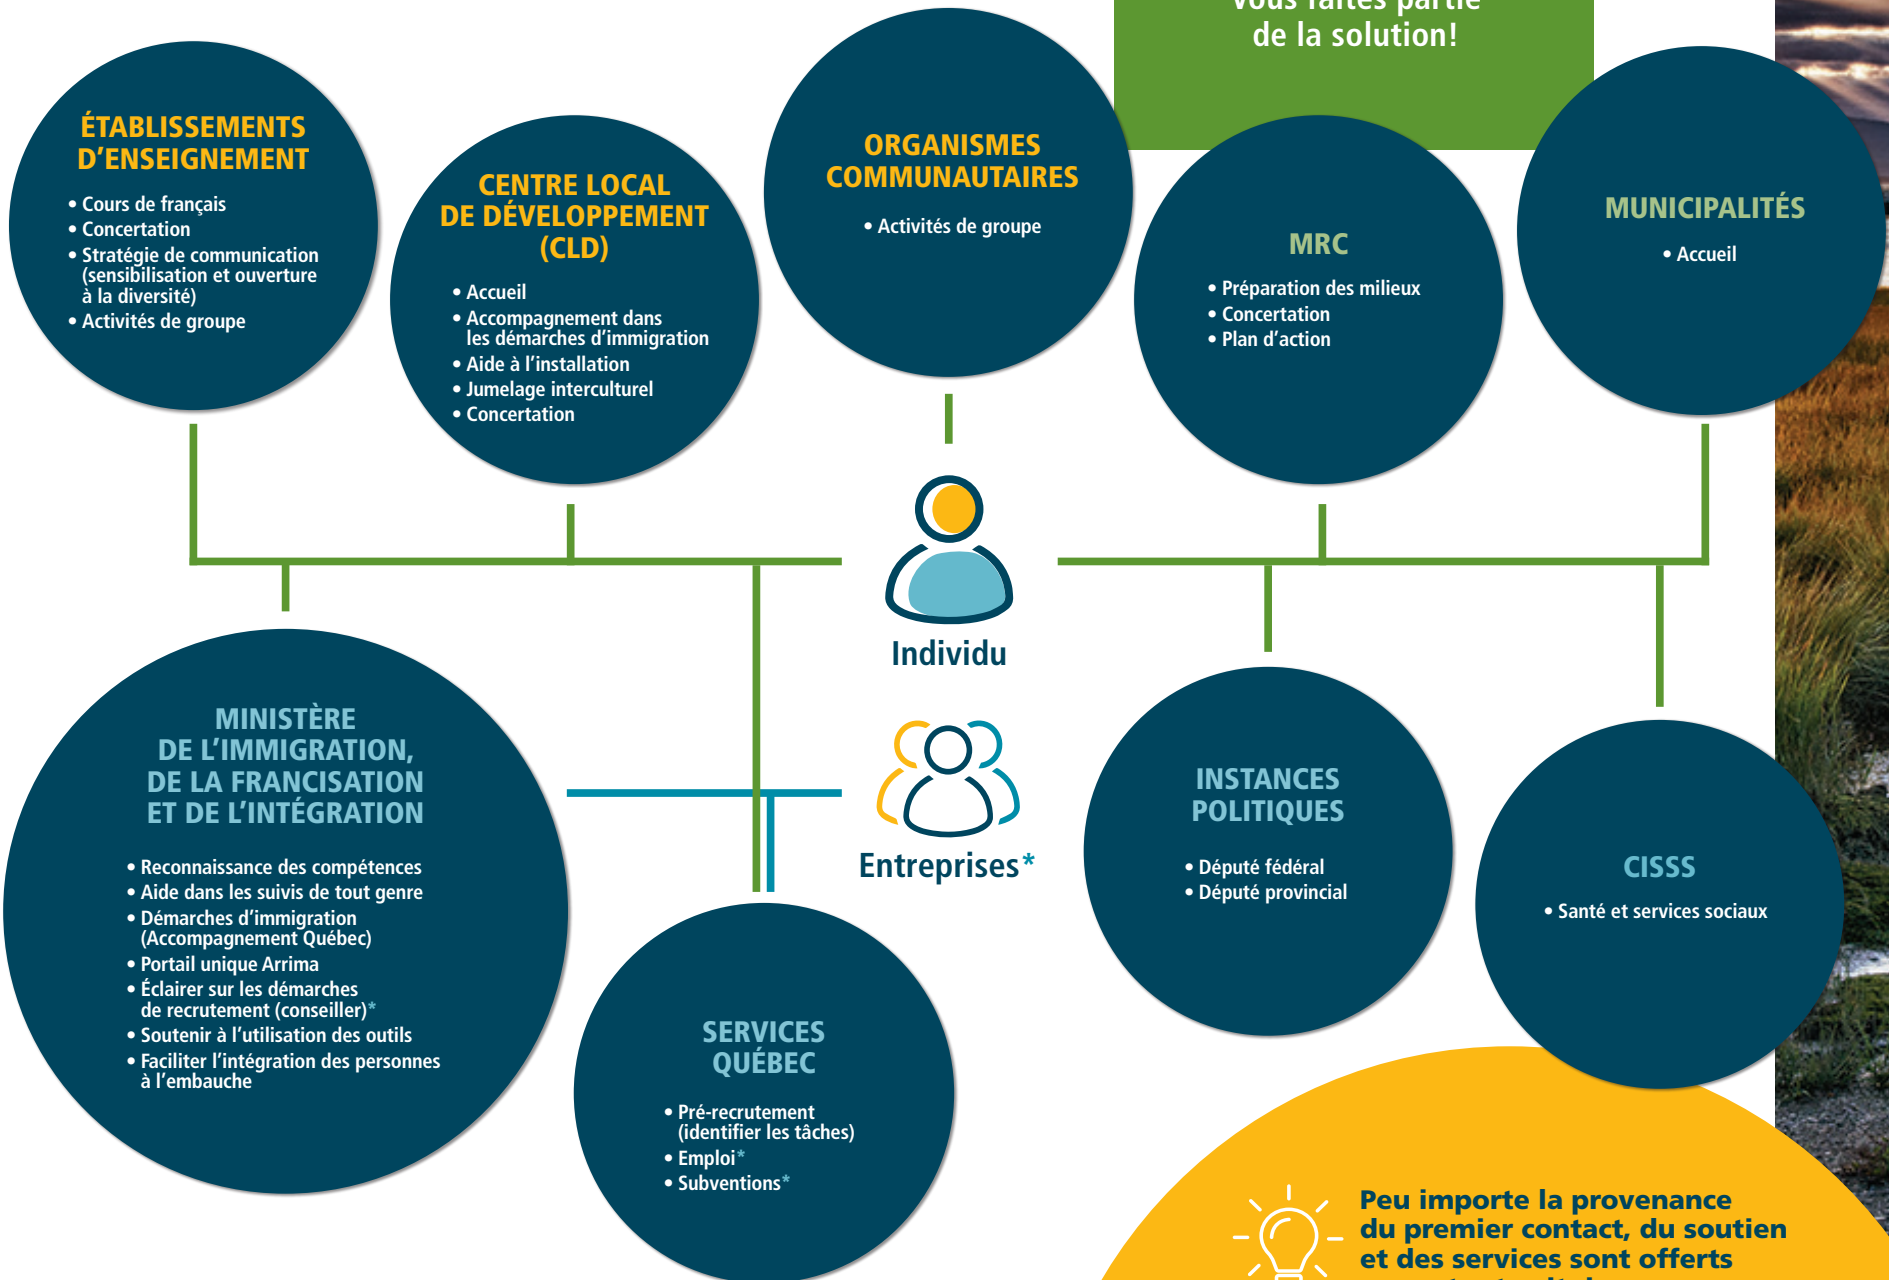 Vous faites partie
de la solution!
ÉTABLISSEMENTS
D'ENSEIGNEMENT
• Cours de français
• Concertation
• Stratégie de communication
(sensibilisation et ouverture
à la diversité)
• Activités de groupe
CENTRE LOCAL
DE DÉVELOPPEMENT
(CLD)
• Accueil
• Accompagnement dans
les démarches d'immigration
• Aide à l'installation
• Jumelage interculturel
• Concertation
ORGANISMES
COMMUNAUTAIRES
• Activités de groupe
MRC
• Préparation des milieux
• Concertation
• Plan d'action
MUNICIPALITÉS
• Accueil
Individu
Entreprises*
MINISTÈRE
DE L'IMMIGRATION,
DE LA FRANCISATION
ET DE L'INTÉGRATION
• Reconnaissance des compétences
• Aide dans les suivis de tout genre
• Démarches d'immigration
(Accompagnement Québec)
• Portail unique Arrima
• Éclairer sur les démarches
de recrutement (conseiller)*
• Soutenir à l'utilisation des outils
• Faciliter l'intégration des personnes
à l'embauche
SERVICES
QUÉBEC
• Pré-recrutement
(identifier les tâches)
• Emploi*
• Subventions*
INSTANCES
POLITIQUES
• Député fédéral
• Député provincial
CISSS
• Santé et services sociaux
Peu importe la provenance
du premier contact, du soutien
et des services sont offerts